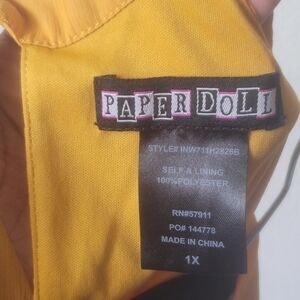 PAPER DOLL
STYLE# INW711H2826B
SELF & LINING
100%POLYESTER
RN#57911
PO# 144778
MADE IN CHINA
1X